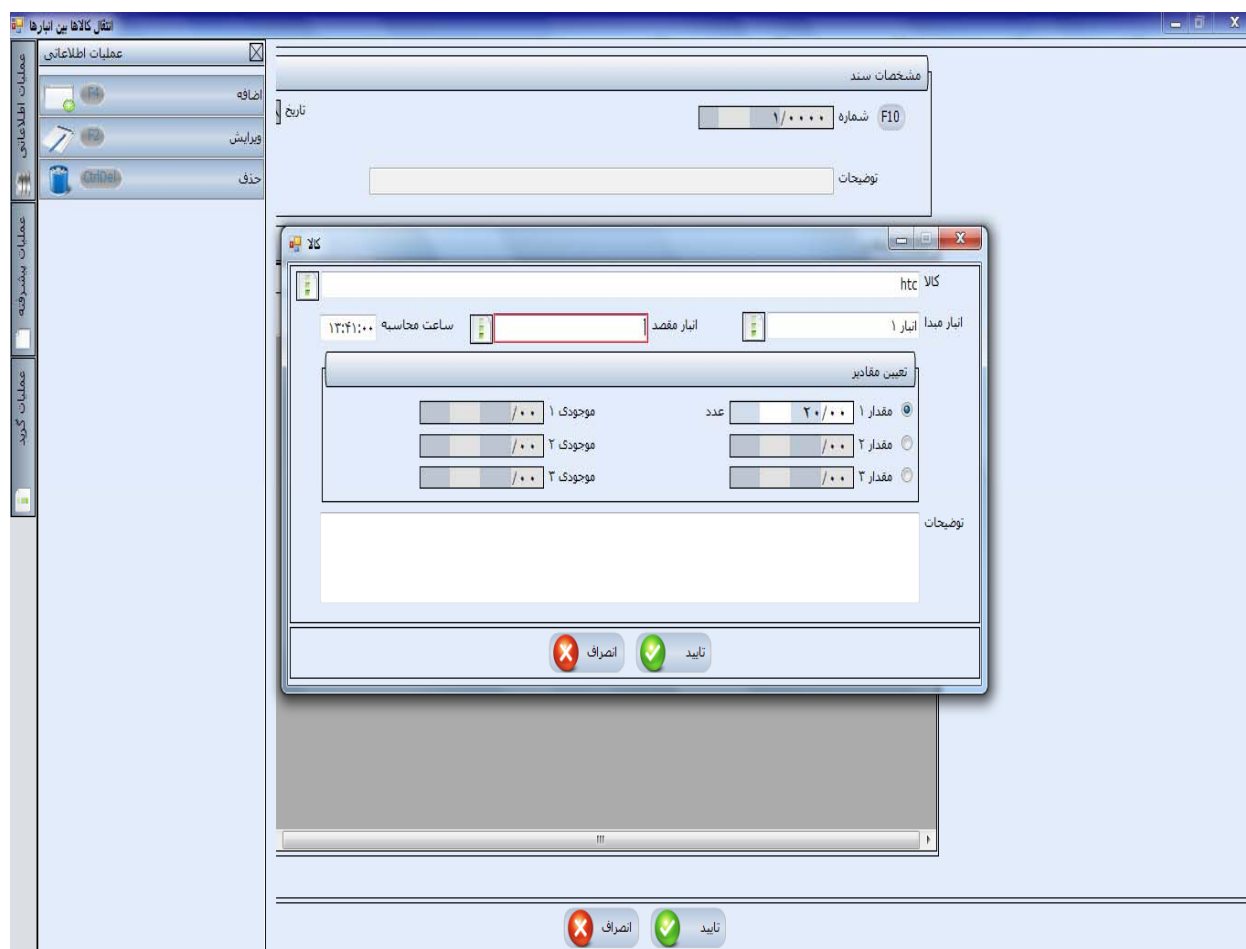 انتقال کالاها بین انبارها
عملیات اطلاعاتی
عملیات اطلاعاتی
عملیات پیشرفته
عملیات گرید
اضافه F4
ویرایش F2
حذف CtrlDel
مشخصات سند
F10 شماره ۱/۰۰۰۰ تاریخ
توضیحات
کالا
کالا htc
انبار مبدا انبار ۱ انبار مقصد ساعت محاسبه ۱۳:۴۱:۰۰
تعیین مقادیر
مقدار ۱ ۲۰/۰۰ عدد موجودی ۱ /۰۰
مقدار ۲ /۰۰ موجودی ۲ /۰۰
مقدار ۳ /۰۰ موجودی ۳ /۰۰
توضیحات
تایید انصراف
تایید انصراف